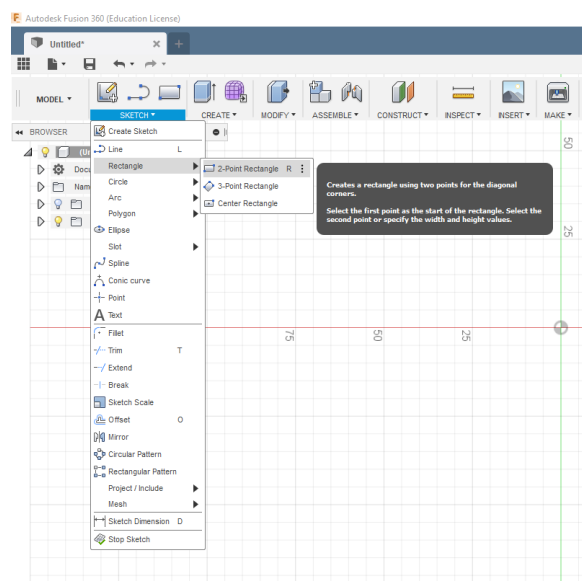 Autodesk Fusion 360 (Education License)
Untitled*
MODEL
SKETCH
CREATE
MODIFY
ASSEMBLE
CONSTRUCT
INSPECT
INSERT
MAKE
BROWSER
Create Sketch
Line L
Rectangle
Circle
Arc
Polygon
Ellipse
Slot
Spline
Conic curve
Point
Text
Fillet
Trim T
Extend
Break
Sketch Scale
Offset O
Mirror
Circular Pattern
Rectangular Pattern
Project / Include
Mesh
Sketch Dimension D
Stop Sketch
(Un
Docu
Nam
2-Point Rectangle R
3-Point Rectangle
Center Rectangle
Creates a rectangle using two points for the diagonal
corners.
Select the first point as the start of the rectangle. Select the
second point or specify the width and height values.
50
25
75
50
25